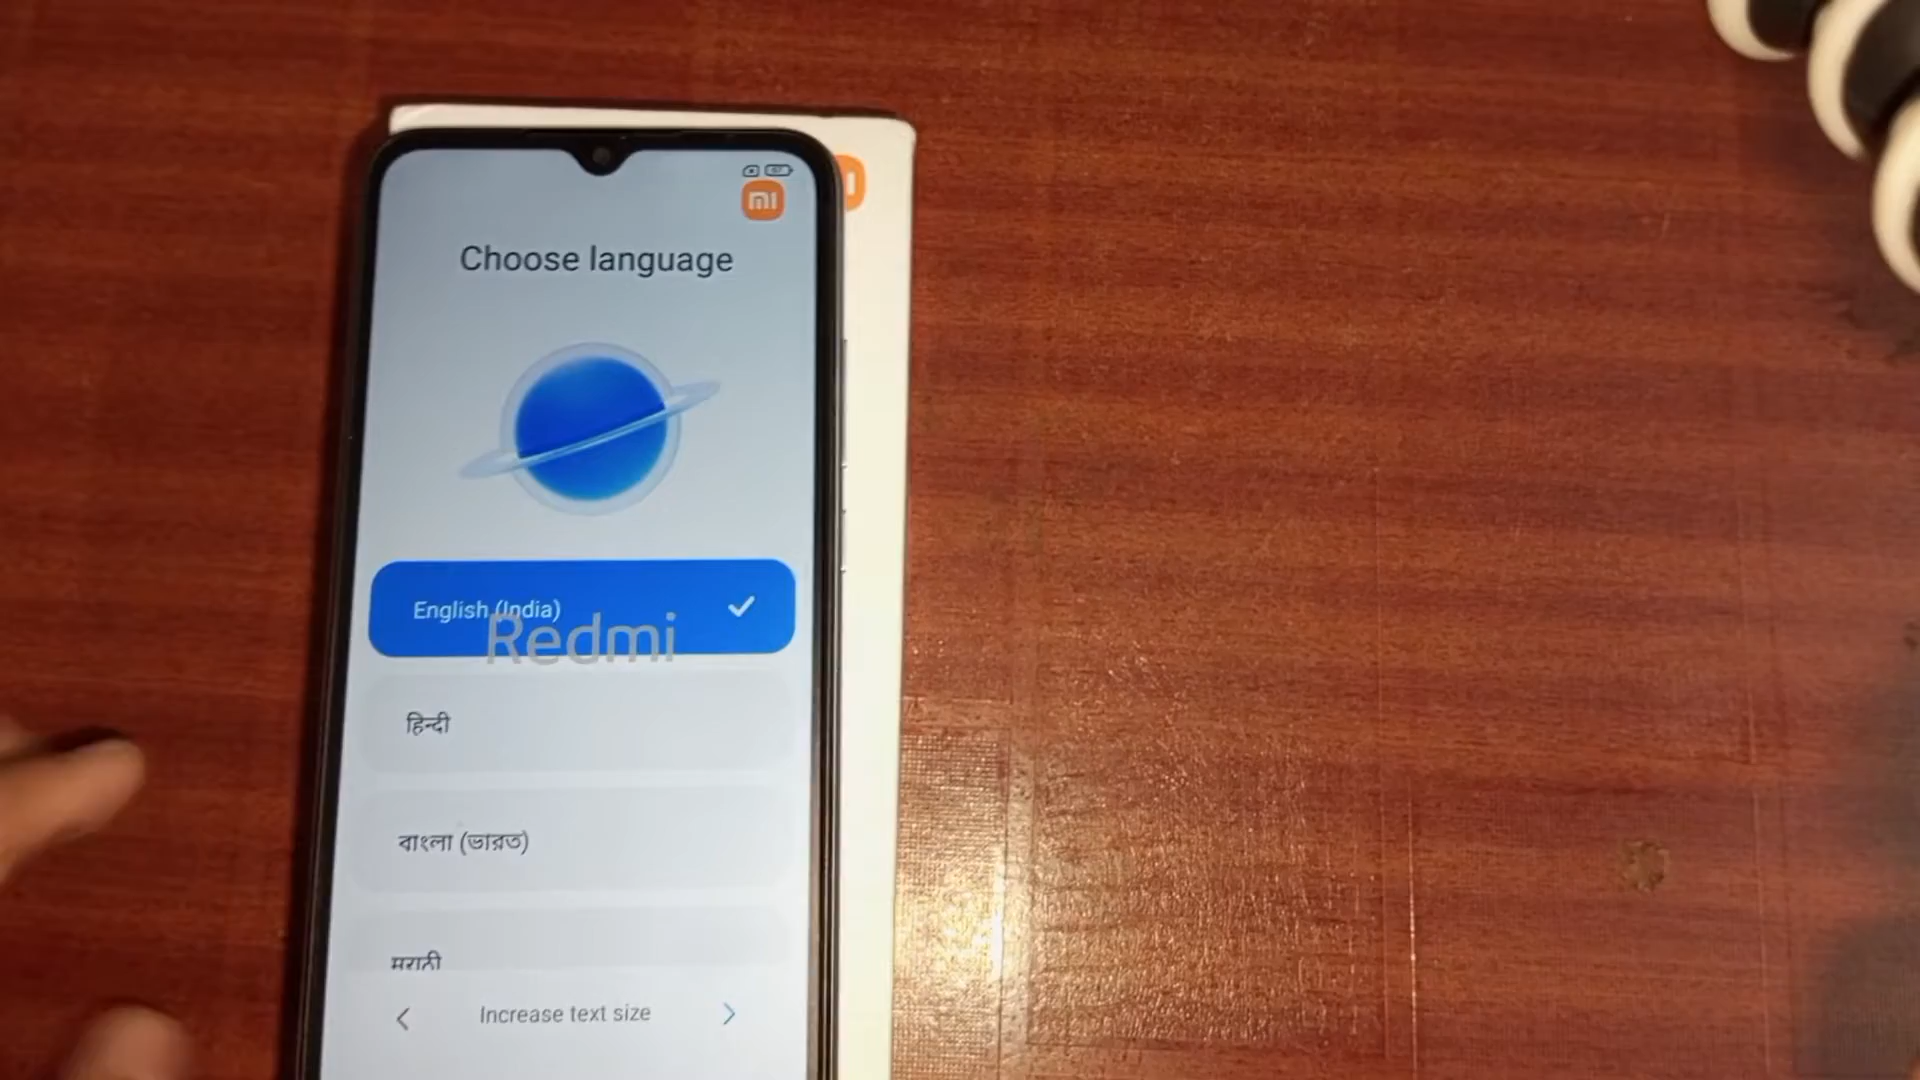 mi
Choose language
English (India)
Redmi
हिन्दी
বাংলা (ভারত)
मराठी
Increase text size